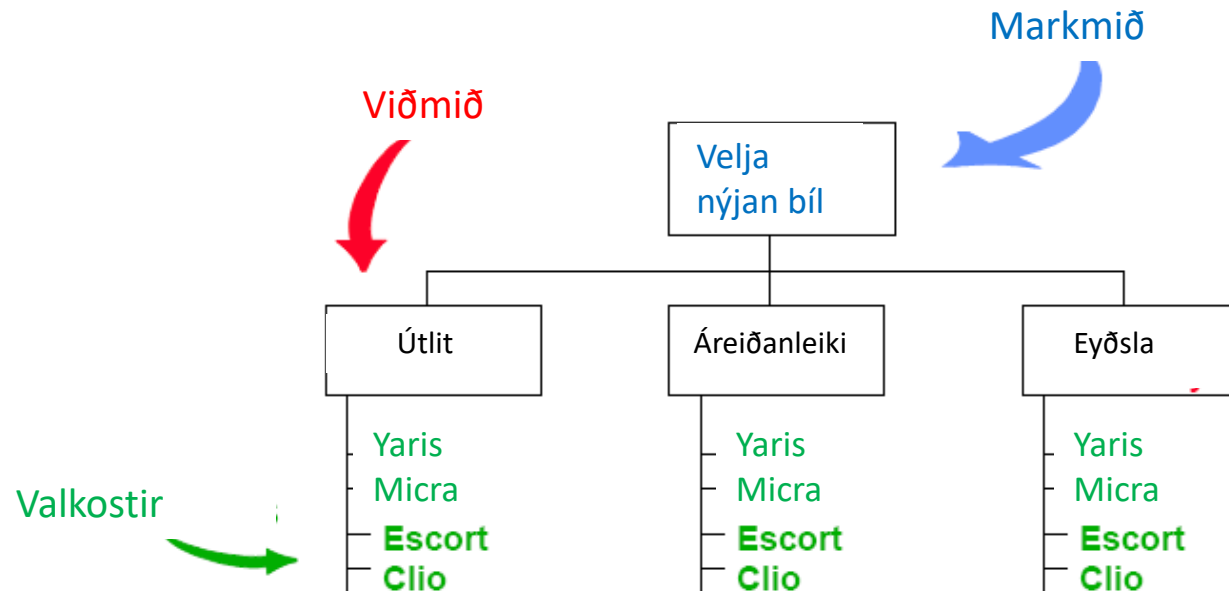 Markmið
Viðmið
Velja
nýjan bíl
Útlit
Áreiðanleiki
Eyðsla
Yaris
Micra
Escort
Clio
Yaris
Micra
Escort
Clio
Yaris
Micra
Escort
Clio
Valkostir